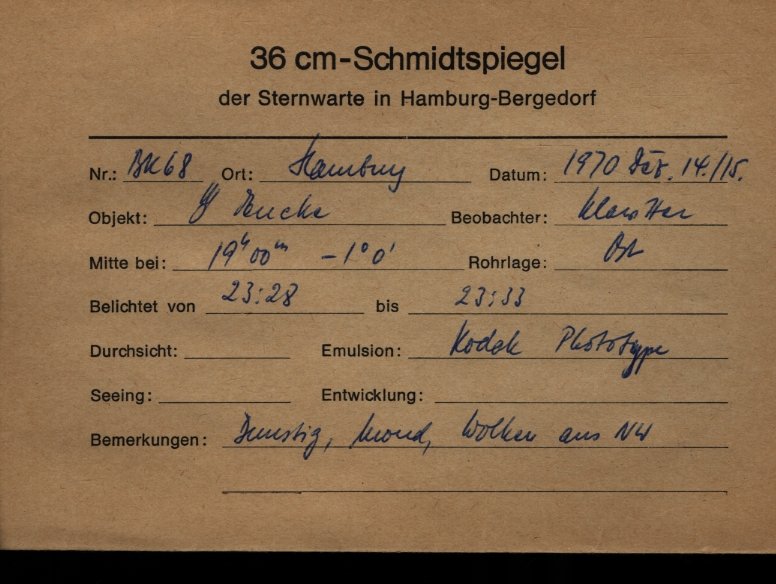 36 cm-Schmidtspiegel
der Sternwarte in Hamburg-Bergedorf
Nr.: BK68 Ort: Hamburg Datum: 1970 Dez. 14./15.
Objekt: Encke Beobachter:
Mitte bei: 19ʰ00ᵐ -1°0' Rohrlage: Ost
Belichtet von 23:28 bis 23:33
Durchsicht: Emulsion: Kodak Phototype
Seeing: Entwicklung:
Bemerkungen: Dunstig, Mond, Wolken aus NW